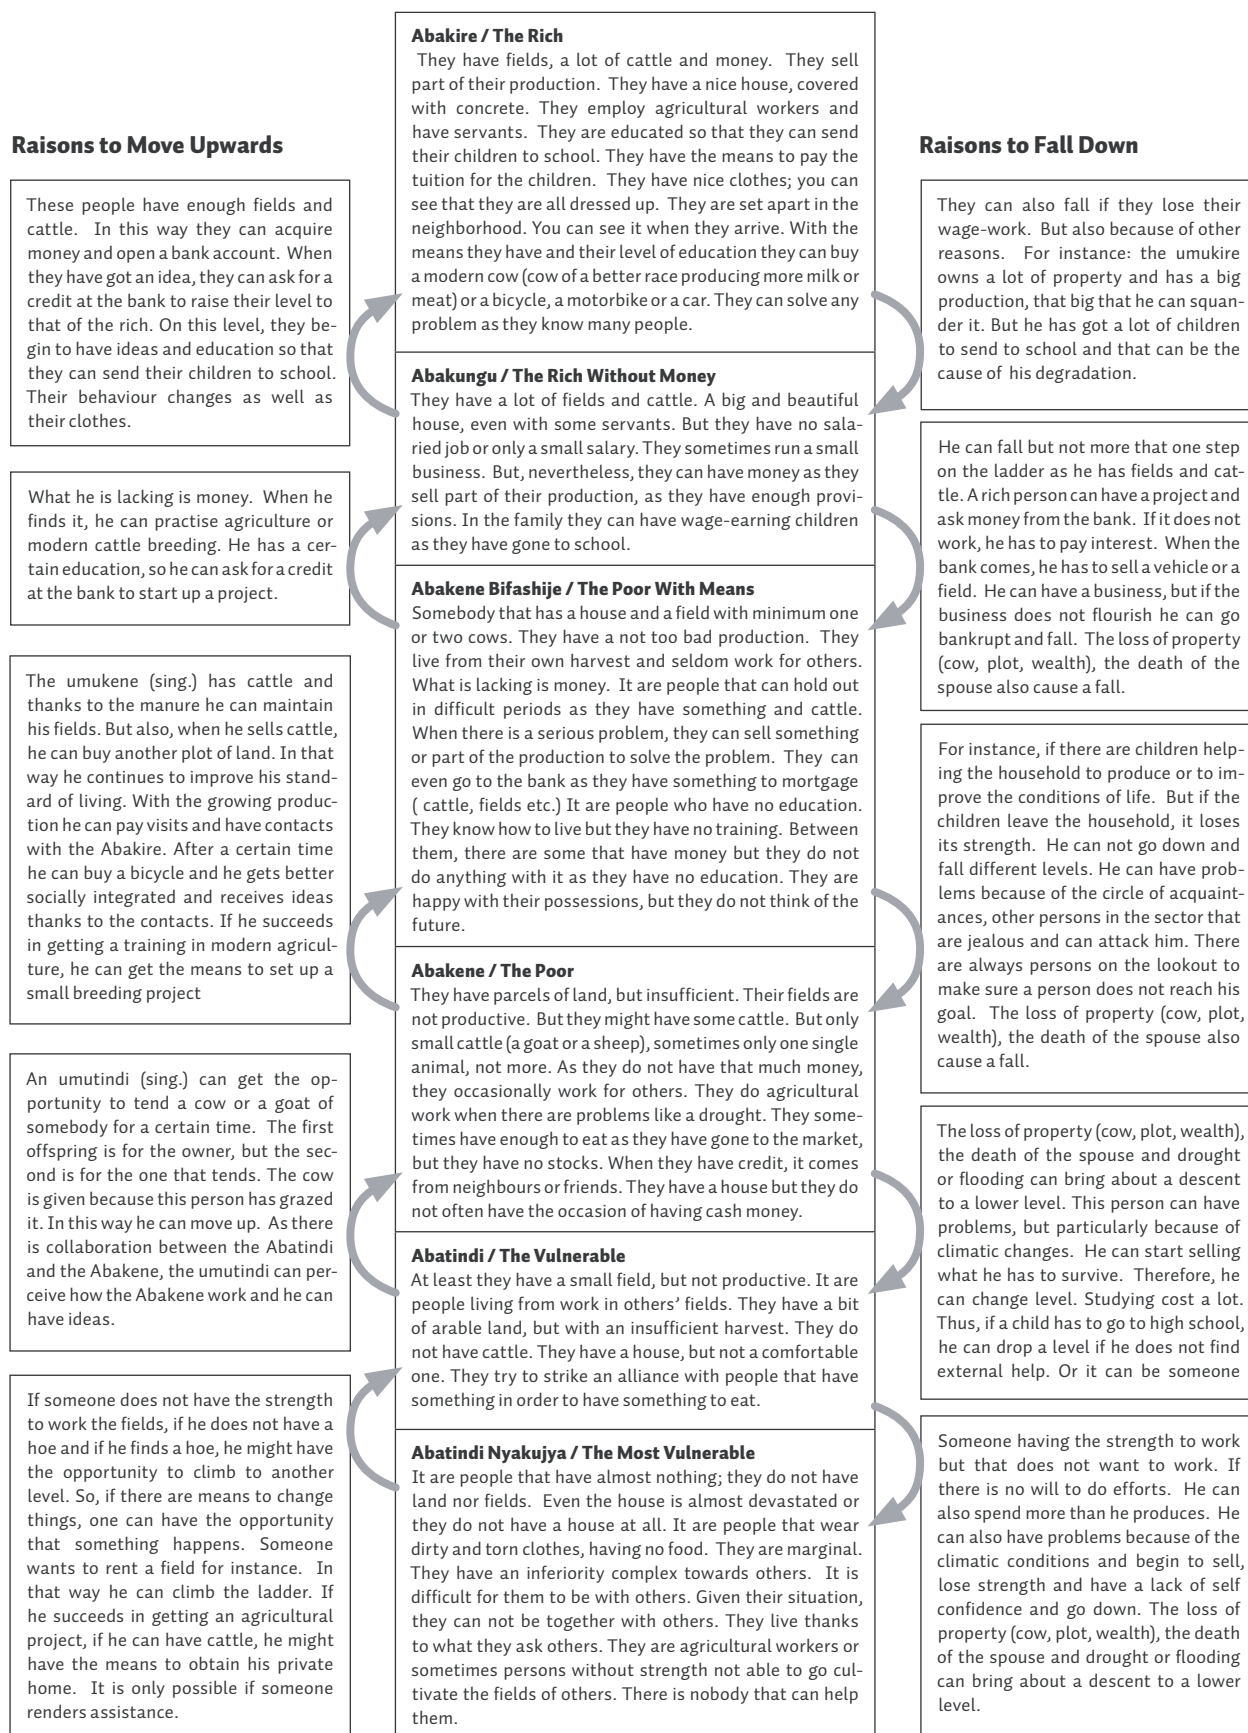 Raisons to Move Upwards
These people have enough fields and
cattle. In this way they can acquire
money and open a bank account. When
they have got an idea, they can ask for a
credit at the bank to raise their level to
that of the rich. On this level, they be-
gin to have ideas and education so that
they can send their children to school.
Their behaviour changes as well as
their clothes.
What he is lacking is money. When he
finds it, he can practise agriculture or
modern cattle breeding. He has a cer-
tain education, so he can ask for a credit
at the bank to start up a project.
The umukene (sing.) has cattle and
thanks to the manure he can maintain
his fields. But also, when he sells cattle,
he can buy another plot of land. In that
way he continues to improve his stand-
ard of living. With the growing produc-
tion he can pay visits and have contacts
with the Abakire. After a certain time
he can buy a bicycle and he gets better
socially integrated and receives ideas
thanks to the contacts. If he succeeds
in getting a training in modern agricul-
ture, he can get the means to set up a
small breeding project
An umutindi (sing.) can get the op-
portunity to tend a cow or a goat of
somebody for a certain time. The first
offspring is for the owner, but the sec-
ond is for the one that tends. The cow
is given because this person has grazed
it. In this way he can move up. As there
is collaboration between the Abatindi
and the Abakene, the umutindi can per-
ceive how the Abakene work and he can
have ideas.
If someone does not have the strength
to work the fields, if he does not have a
hoe and if he finds a hoe, he might have
the opportunity to climb to another
level. So, if there are means to change
things, one can have the opportunity
that something happens. Someone
wants to rent a field for instance. In
that way he can climb the ladder. If
he succeeds in getting an agricultural
project, if he can have cattle, he might
have the means to obtain his private
home. It is only possible if someone
renders assistance.
Abakire / The Rich
They have fields, a lot of cattle and money. They sell
part of their production. They have a nice house, covered
with concrete. They employ agricultural workers and
have servants. They are educated so that they can send
their children to school. They have the means to pay the
tuition for the children. They have nice clothes; you can
see that they are all dressed up. They are set apart in the
neighborhood. You can see it when they arrive. With the
means they have and their level of education they can buy
a modern cow (cow of a better race producing more milk or
meat) or a bicycle, a motorbike or a car. They can solve any
problem as they know many people.
Abakungu / The Rich Without Money
They have a lot of fields and cattle. A big and beautiful
house, even with some servants. But they have no sala-
ried job or only a small salary. They sometimes run a small
business. But, nevertheless, they can have money as they
sell part of their production, as they have enough provi-
sions. In the family they can have wage-earning children
as they have gone to school.
Abakene Bifashije / The Poor With Means
Somebody that has a house and a field with minimum one
or two cows. They have a not too bad production. They
live from their own harvest and seldom work for others.
What is lacking is money. It are people that can hold out
in difficult periods as they have something and cattle.
When there is a serious problem, they can sell something
or part of the production to solve the problem. They can
even go to the bank as they have something to mortgage
( cattle, fields etc.) It are people who have no education.
They know how to live but they have no training. Between
them, there are some that have money but they do not
do anything with it as they have no education. They are
happy with their possessions, but they do not think of the
future.
Abakene / The Poor
They have parcels of land, but insufficient. Their fields are
not productive. But they might have some cattle. But only
small cattle (a goat or a sheep), sometimes only one single
animal, not more. As they do not have that much money,
they occasionally work for others. They do agricultural
work when there are problems like a drought. They some-
times have enough to eat as they have gone to the market,
but they have no stocks. When they have credit, it comes
from neighbours or friends. They have a house but they do
not often have the occasion of having cash money.
Abatindi / The Vulnerable
At least they have a small field, but not productive. It are
people living from work in others' fields. They have a bit
of arable land, but with an insufficient harvest. They do
not have cattle. They have a house, but not a comfortable
one. They try to strike an alliance with people that have
something in order to have something to eat.
Abatindi Nyakujya / The Most Vulnerable
It are people that have almost nothing; they do not have
land nor fields. Even the house is almost devastated or
they do not have a house at all. It are people that wear
dirty and torn clothes, having no food. They are marginal.
They have an inferiority complex towards others. It is
difficult for them to be with others. Given their situation,
they can not be together with others. They live thanks
to what they ask others. They are agricultural workers or
sometimes persons without strength not able to go cul-
tivate the fields of others. There is nobody that can help
them.
Raisons to Fall Down
They can also fall if they lose their
wage-work. But also because of other
reasons. For instance: the umukire
owns a lot of property and has a big
production, that big that he can squan-
der it. But he has got a lot of children
to send to school and that can be the
cause of his degradation.
He can fall but not more that one step
on the ladder as he has fields and cat-
tle. A rich person can have a project and
ask money from the bank. If it does not
work, he has to pay interest. When the
bank comes, he has to sell a vehicle or a
field. He can have a business, but if the
business does not flourish he can go
bankrupt and fall. The loss of property
(cow, plot, wealth), the death of the
spouse also cause a fall.
For instance, if there are children help-
ing the household to produce or to im-
prove the conditions of life. But if the
children leave the household, it loses
its strength. He can not go down and
fall different levels. He can have prob-
lems because of the circle of acquaint-
ances, other persons in the sector that
are jealous and can attack him. There
are always persons on the lookout to
make sure a person does not reach his
goal. The loss of property (cow, plot,
wealth), the death of the spouse also
cause a fall.
The loss of property (cow, plot, wealth),
the death of the spouse and drought
or flooding can bring about a descent
to a lower level. This person can have
problems, but particularly because of
climatic changes. He can start selling
what he has to survive. Therefore, he
can change level. Studying cost a lot.
Thus, if a child has to go to high school,
he can drop a level if he does not find
external help. Or it can be someone
Someone having the strength to work
but that does not want to work. If
there is no will to do efforts. He can
also spend more than he produces. He
can also have problems because of the
climatic conditions and begin to sell,
lose strength and have a lack of self
confidence and go down. The loss of
property (cow, plot, wealth), the death
of the spouse and drought or flooding
can bring about a descent to a lower
level.